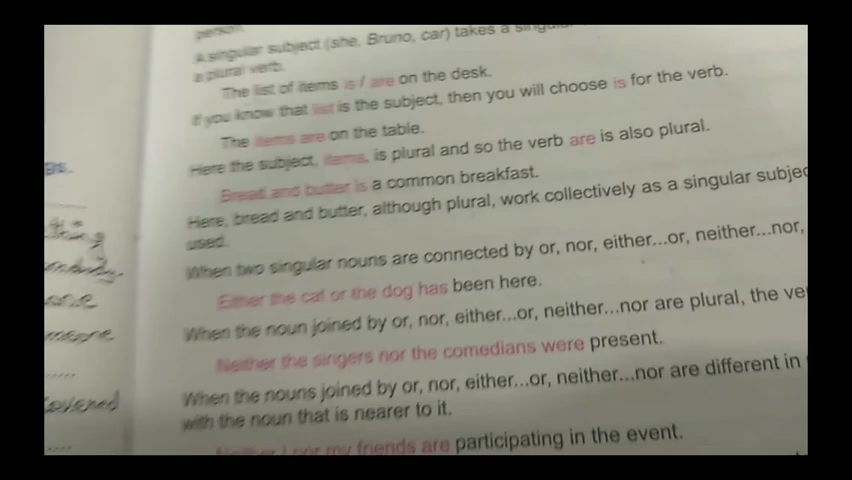 person.
A singular subject (she, Bruno, car) takes a singular
a plural verb.
The list of items is / are on the desk.
If you know that list is the subject, then you will choose is for the verb.
The items are on the table.
Here the subject, items, is plural and so the verb are is also plural.
Bread and butter is a common breakfast.
Here, bread and butter, although plural, work collectively as a singular subjec
used.
When two singular nouns are connected by or, nor, either...or, neither...nor,
Either the cat or the dog has been here.
When the noun joined by or, nor, either...or, neither...nor are plural, the ve
Neither the singers nor the comedians were present.
When the nouns joined by or, nor, either...or, neither...nor are different in
with the noun that is nearer to it.
Neither I nor my friends are participating in the event.